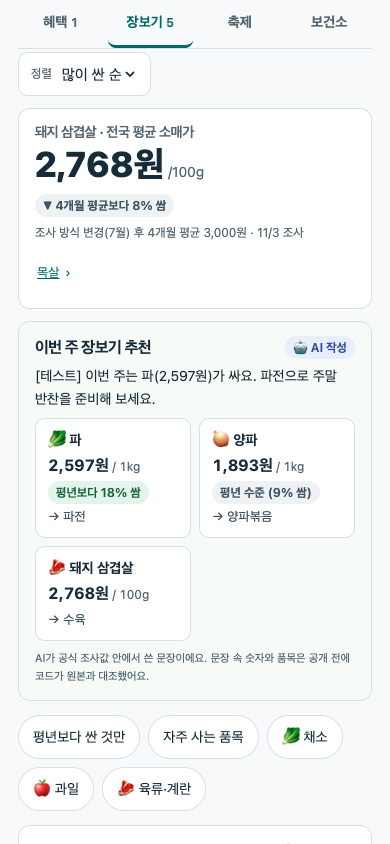 혜택 1 장보기 5 축제 보건소
정렬 많이 싼 순
돼지 삼겹살 · 전국 평균 소매가
2,768원 /100g
▼ 4개월 평균보다 8% 쌈
조사 방식 변경(7월) 후 4개월 평균 3,000원 · 11/3 조사
목살 ›
이번 주 장보기 추천 AI 작성
[테스트] 이번 주는 파(2,597원)가 싸요. 파전으로 주말
반찬을 준비해 보세요.
파
2,597원 / 1kg
평년보다 18% 쌈
→ 파전
양파
1,893원 / 1kg
평년 수준 (9% 쌈)
→ 양파볶음
돼지 삼겹살
2,768원 / 100g
→ 수육
AI가 공식 조사값 안에서 쓴 문장이에요. 문장 속 숫자와 품목은 공개 전에
코드가 원본과 대조했어요.
평년보다 싼 것만 자주 사는 품목 채소
과일 육류·계란